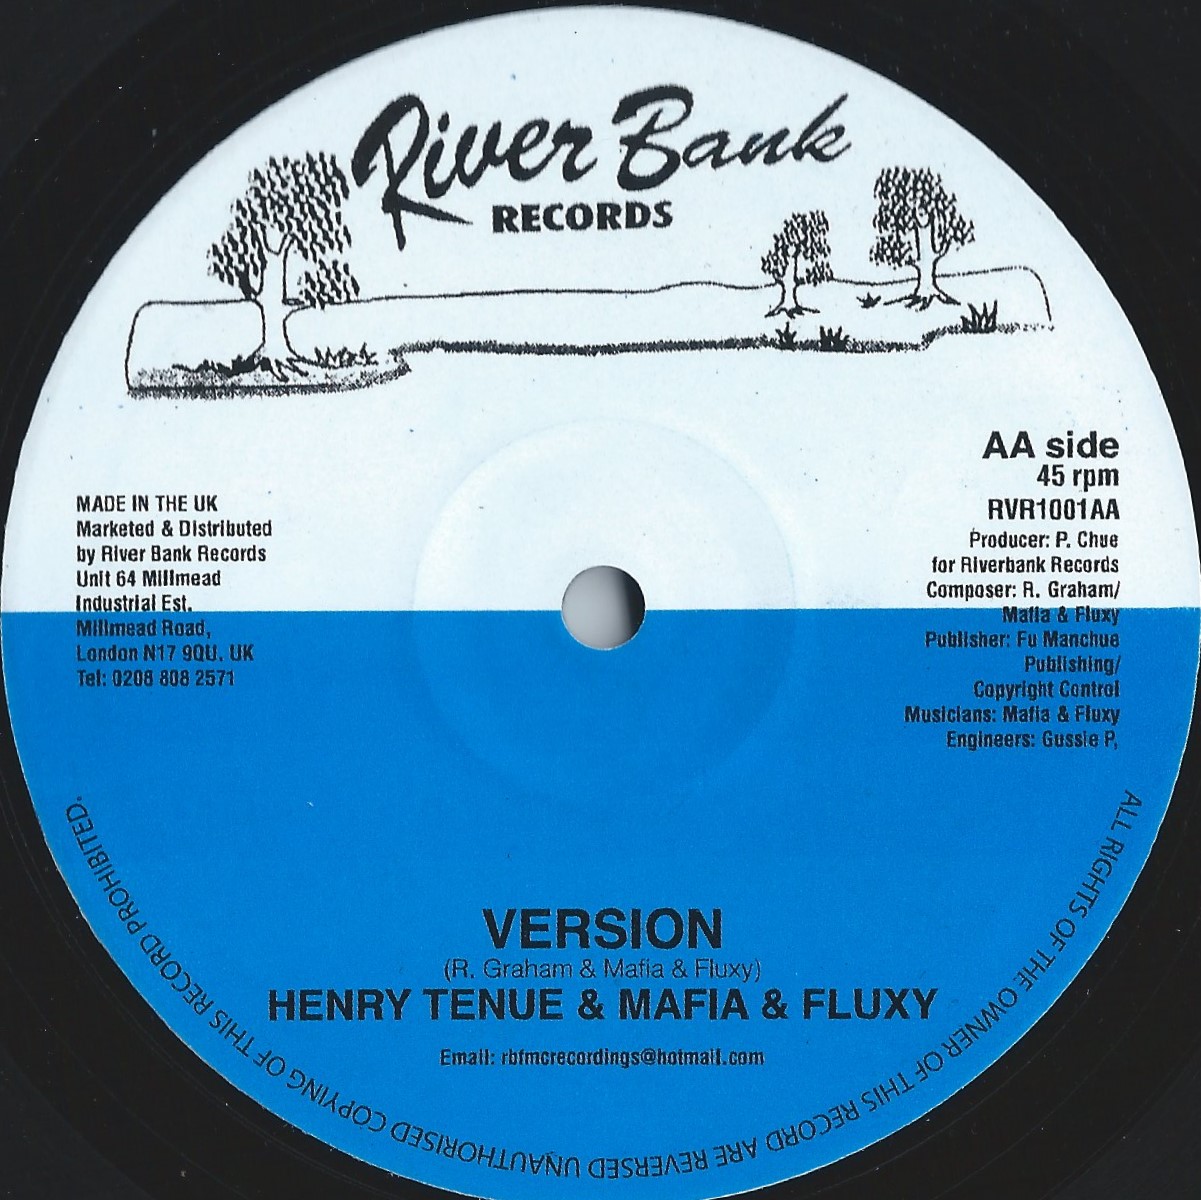 River Bank
RECORDS
AA side
45 rpm
RVR1001AA
Producer: P. Chue
for Riverbank Records
Composer: R. Graham/
Mafia & Fluxy
Publisher: Fu Manchue
Publishing/
Copyright Control
Musicians: Mafia & Fluxy
Engineers: Gussie P,
MADE IN THE UK
Marketed & Distributed
by River Bank Records
Unit 64 Millmead
Industrial Est.
Millmead Road,
London N17 9QU. UK
Tel: 0208 808 2571
VERSION
(R. Graham & Mafia & Fluxy)
HENRY TENUE & MAFIA & FLUXY
Email: rbfmcrecordings@hotmail.com
ALL RIGHTS OF THE OWNER OF THIS RECORD ARE REVERSED UNAUTHORISED COPYING OF THIS RECORD PROHIBITED.